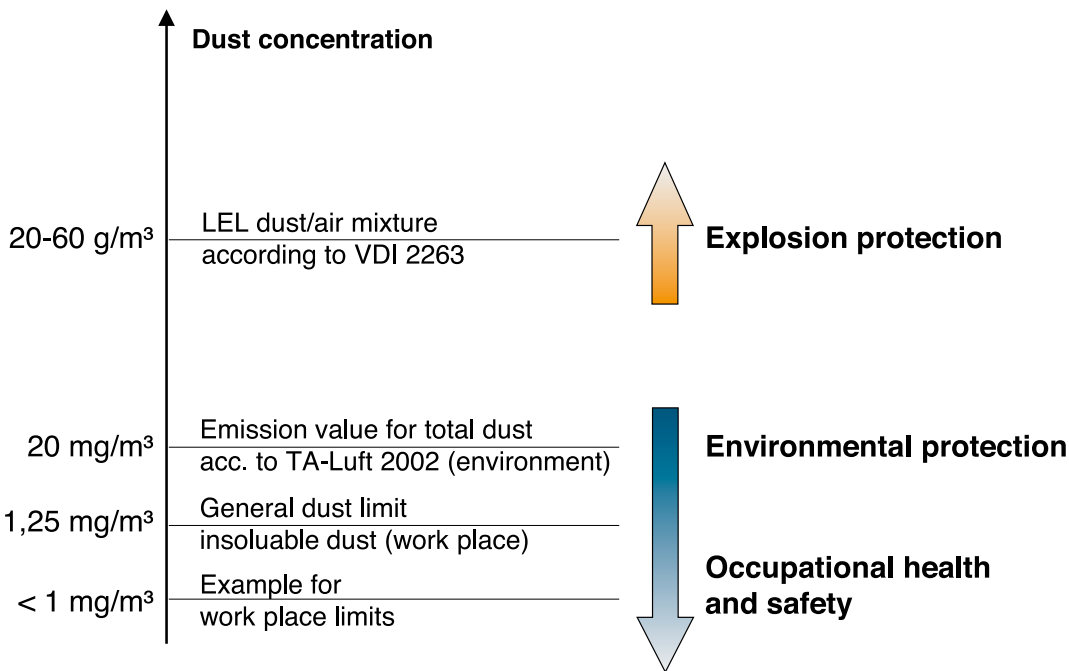 Dust concentration
20-60 g/m³
LEL dust/air mixture
according to VDI 2263
Explosion protection
20 mg/m³
Emission value for total dust
acc. to TA-Luft 2002 (environment)
Environmental protection
1,25 mg/m³
General dust limit
insoluable dust (work place)
< 1 mg/m³
Example for
work place limits
Occupational health
and safety